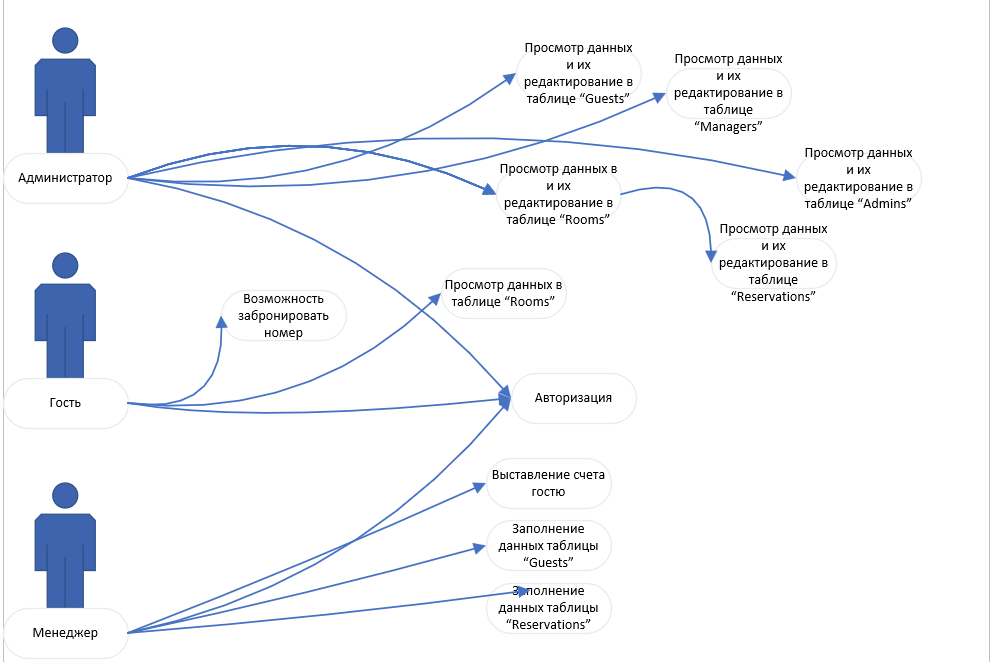 Просмотр данных
и их
редактирование в
таблице “Guests”
Просмотр данных
и их
редактирование в
таблице
“Managers”
Администратор
Просмотр данных в
и их
редактирование в
таблице “Rooms”
Просмотр данных
и их
редактирование в
таблице “Admins”
Просмотр данных
и их
редактирование в
таблице
“Reservations”
Возможность
забронировать
номер
Просмотр данных в
таблице “Rooms”
Гость
Авторизация
Выставление счета
гостю
Заполнение
данных таблицы
“Guests”
Заполнение
данных таблицы
“Reservations”
Менеджер